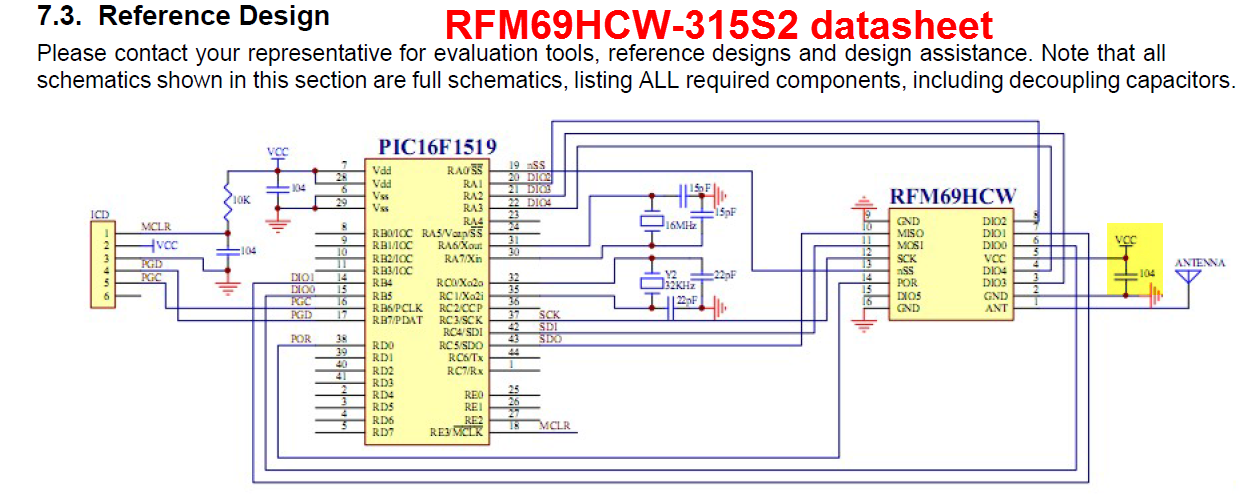 7.3. Reference Design
RFM69HCW-315S2 datasheet
Please contact your representative for evaluation tools, reference designs and design assistance. Note that all
schematics shown in this section are full schematics, listing ALL required components, including decoupling capacitors.
PIC16F1519
VCC
104
10K
ICD
MCLR
VCC
PGD
PGC
1
2
3
4
5
6
104
7 Vdd
28 Vdd
6 Vss
29 Vss
8 RB0/IOC
9 RB1/IOC
10 RB2/IOC
11 RB3/IOC
DIO1 14 RB4
DIO0 15 RB5
PGC 16 RB6/PCLK
PGD 17 RB7/PDAT
POR 38 RD0
39 RD1
40 RD2
41 RD3
2 RD4
3 RD5
4 RD6
5 RD7
RA0/SS 19 nSS
RA1 20 DIO2
RA2 21 DIO3
RA3 22 DIO4
RA4 23
RA5/Vcap/SS 24
RA6/Xout 31
RA7/Xin 30
RC0/Xo2o 32
RC1/Xo2i 35
RC2/CCP 36
RC3/SCK 37 SCK
RC4/SDI 42 SDI
RC5/SDO 43 SDO
RC6/Tx 44
RC7/Rx 1
RE0 25
RE1 26
RE2 27
RE3/MCLK 18 MCLR
15pF
15pF
16MHz
Y2
32KHz
22pF
22pF
RFM69HCW
9 GND
10 MISO
11 MOSI
12 SCK
13 nSS
14 POR
15 DIO5
16 GND
DIO2 8
DIO1 7
DIO0 6
VCC 5
DIO4 4
DIO3 3
GND 2
ANT 1
VCC
104
ANTENNA